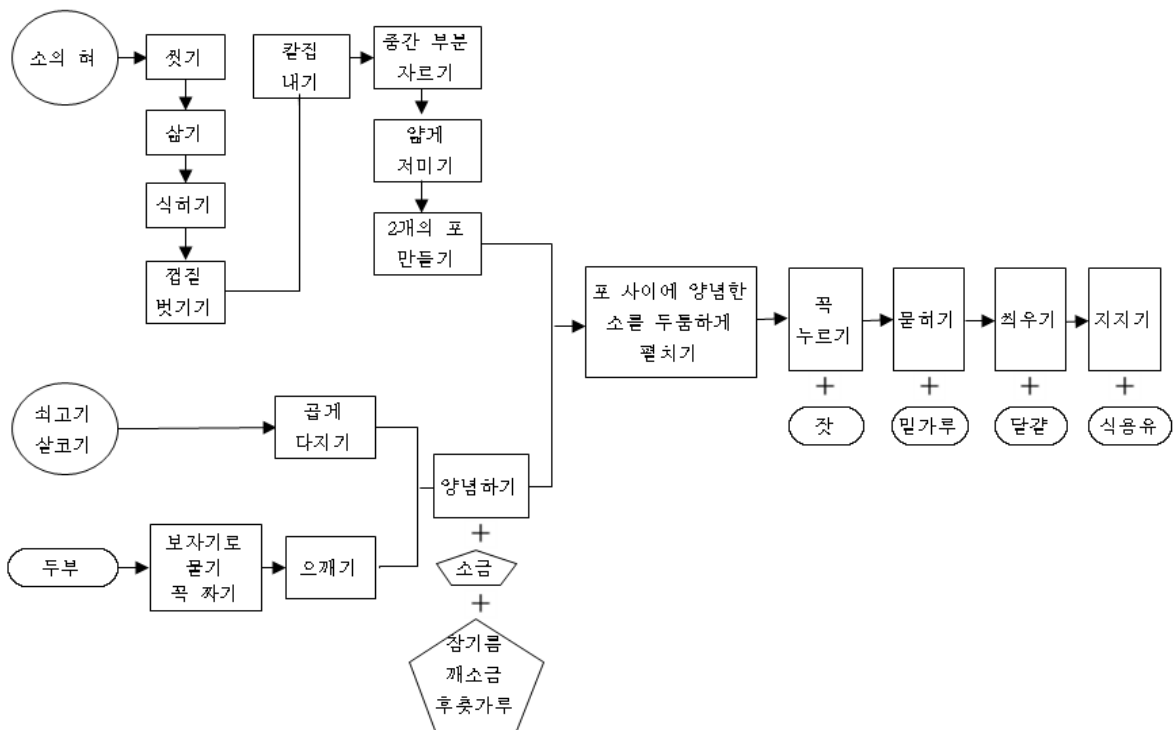 소의 혀
씻기
삶기
식히기
껍질
벗기기
칼집
내기
중간 부분
자르기
얇게
저미기
2개의 포
만들기
포 사이에 양념한
소를 두툼하게
펼치기
꼭
누르기
묻히기
씌우기
지지기
+
+
+
+
잣
밀가루
달걀
식용유
쇠고기
살코기
곱게
다지기
양념하기
두부
보자기로
묻기
꼭 짜기
으깨기
+
소금
+
참기름
깨소금
후춧가루